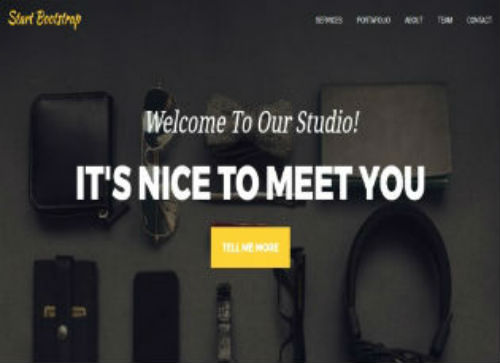 Start Bootstrap
SERVICES PORTFOLIO ABOUT TEAM CONTACT
Welcome To Our Studio!
IT'S NICE TO MEET YOU
TELL ME MORE